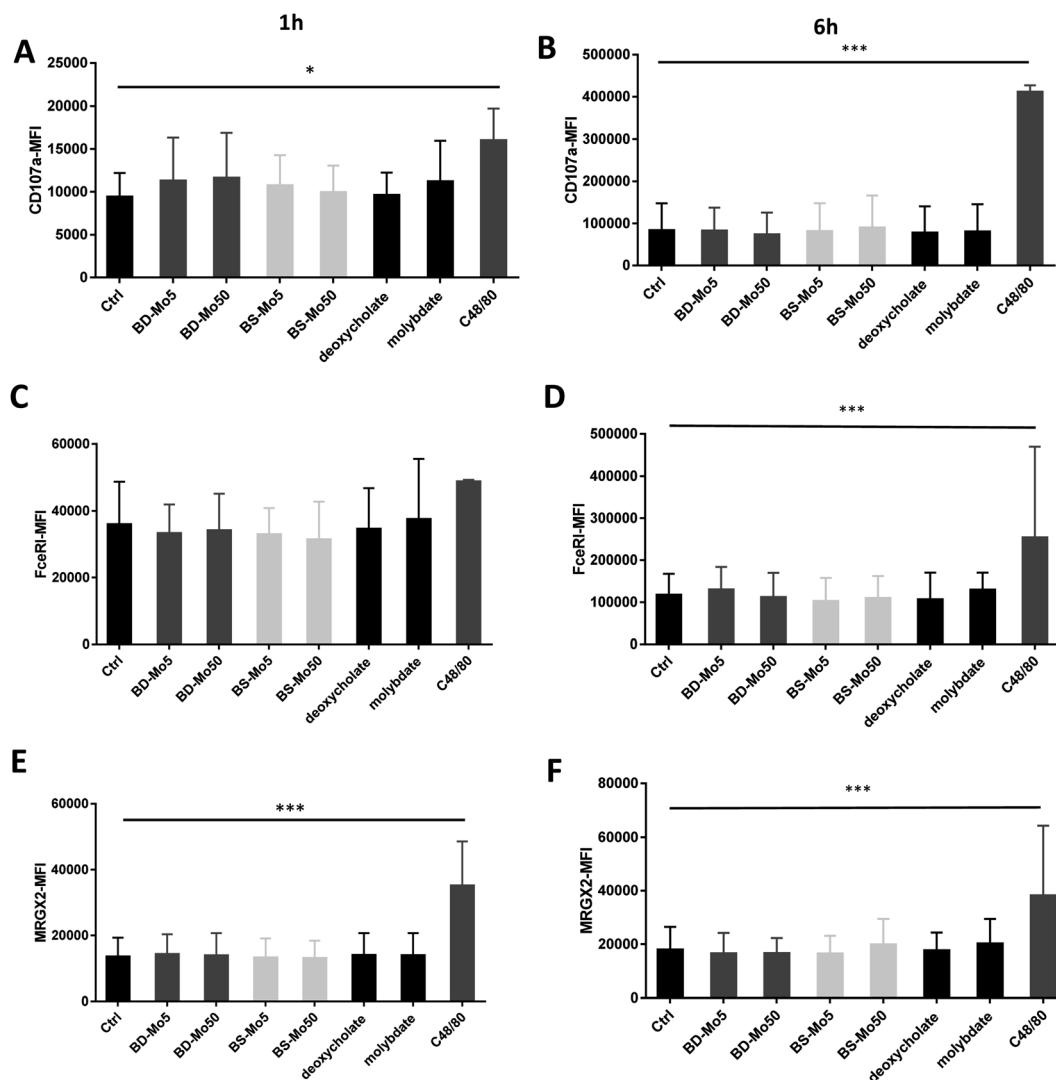 1h
6h
A
B
*
***
CD107a-MFI
25000
20000
15000
10000
5000
0
Ctrl
BD-Mo5
BD-Mo50
BS-Mo5
BS-Mo50
deoxycholate
molybdate
C48/80
CD107a-MFI
500000
400000
300000
200000
100000
0
Ctrl
BD-Mo5
BD-Mo50
BS-Mo5
BS-Mo50
deoxycholate
molybdate
C48/80
C
D
***
FceRI-MFI
60000
40000
20000
0
Ctrl
BD-Mo5
BD-Mo50
BS-Mo5
BS-Mo50
deoxycholate
molybdate
C48/80
FceRI-MFI
500000
400000
300000
200000
100000
0
Ctrl
BD-Mo5
BD-Mo50
BS-Mo5
BS-Mo50
deoxycholate
molybdate
C48/80
E
F
***
***
MRGX2-MFI
60000
40000
20000
0
Ctrl
BD-Mo5
BD-Mo50
BS-Mo5
BS-Mo50
deoxycholate
molybdate
C48/80
MRGX2-MFI
80000
60000
40000
20000
0
Ctrl
BD-Mo5
BD-Mo50
BS-Mo5
BS-Mo50
deoxycholate
molybdate
C48/80